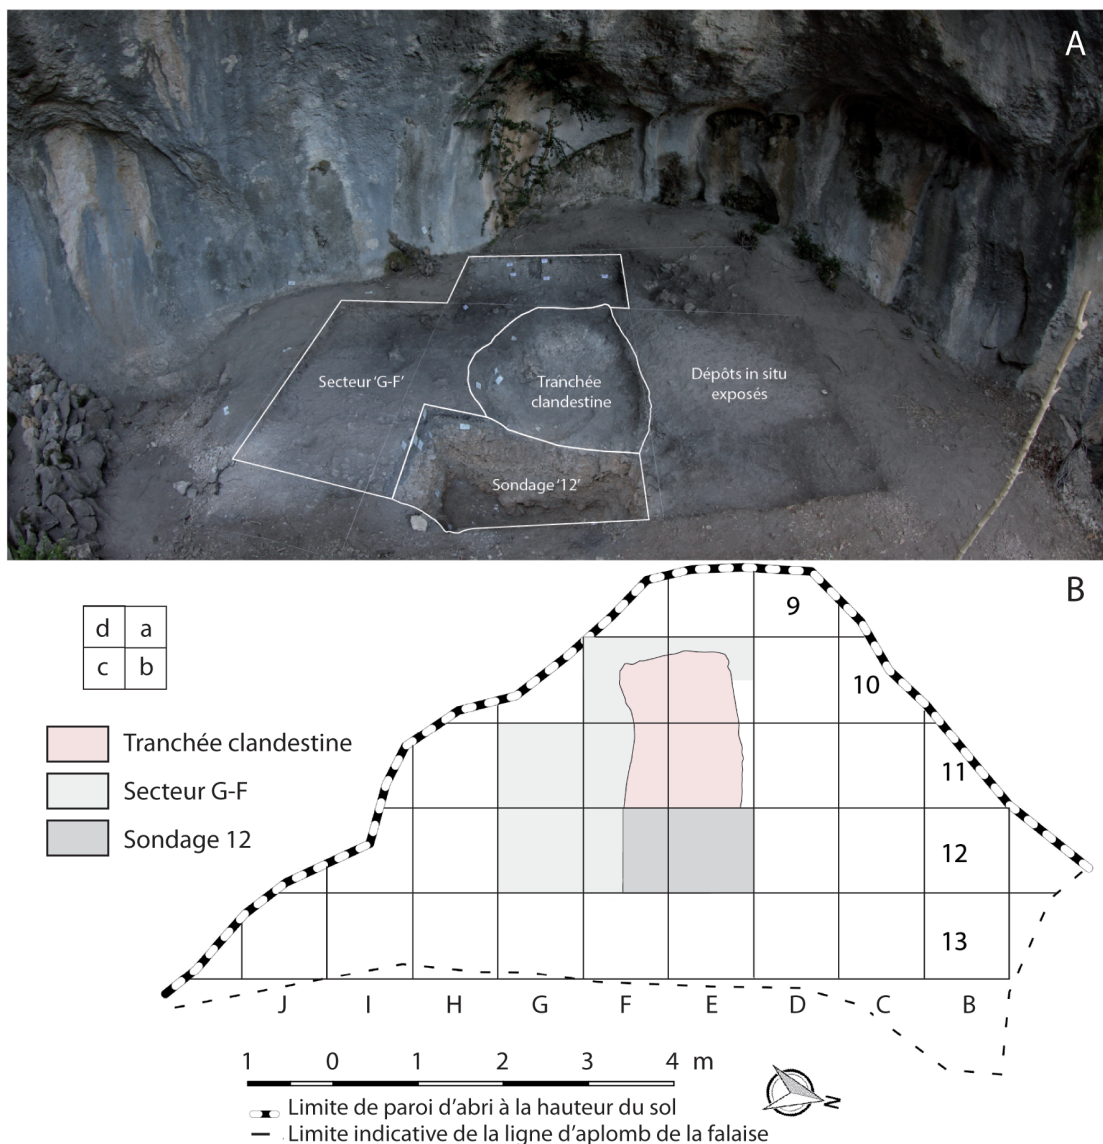 A
Secteur 'G-F'
Tranchée
clandestine
Dépôts in situ
exposés
Sondage '12'
B
d a
c b
9
10
11
12
13
Tranchée clandestine
Secteur G-F
Sondage 12
J I H G F E D C B
1 0 1 2 3 4 m
N
Limite de paroi d'abri à la hauteur du sol
Limite indicative de la ligne d'aplomb de la falaise